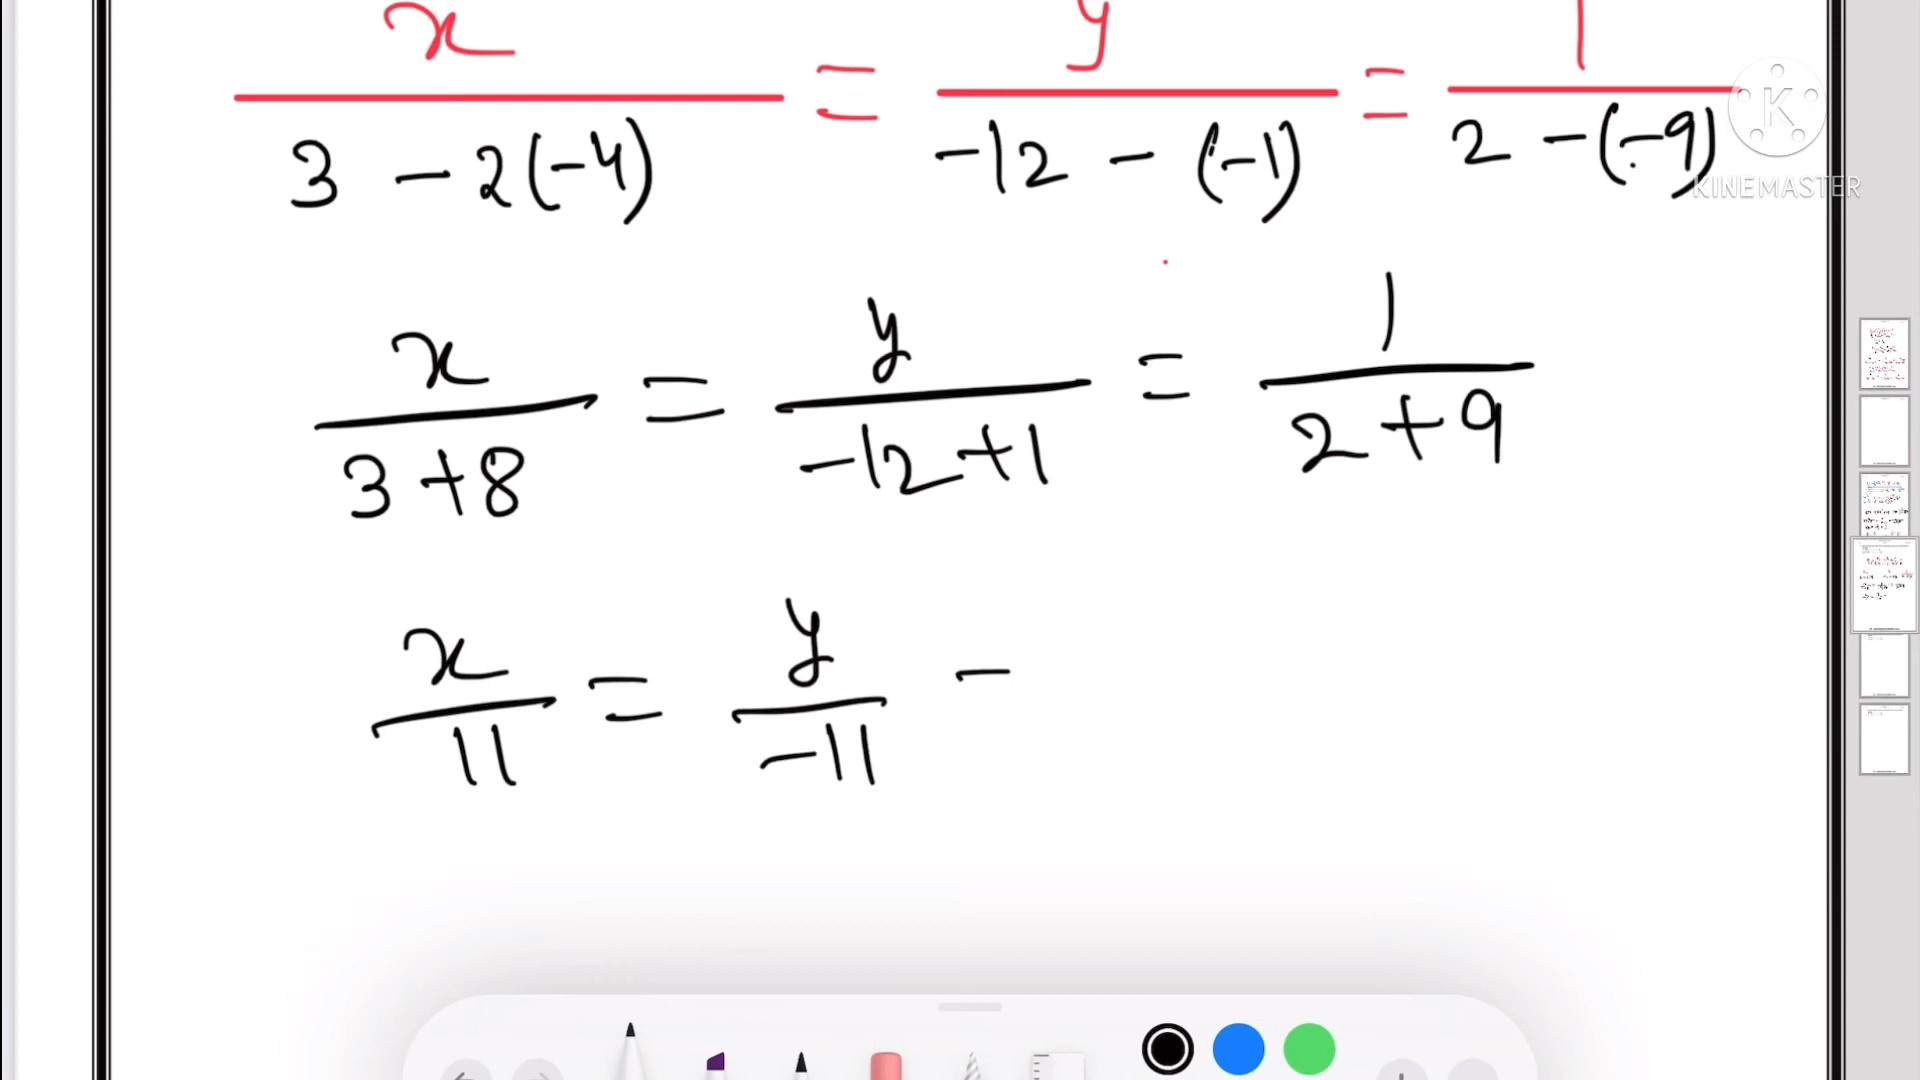 x = y = 1
3 - 2(-4) -12 - (-1) 2 - (-9)
KINEMASTER
x = y = 1
3 + 8 -12 + 1 2 + 9
x = y -
11 -11